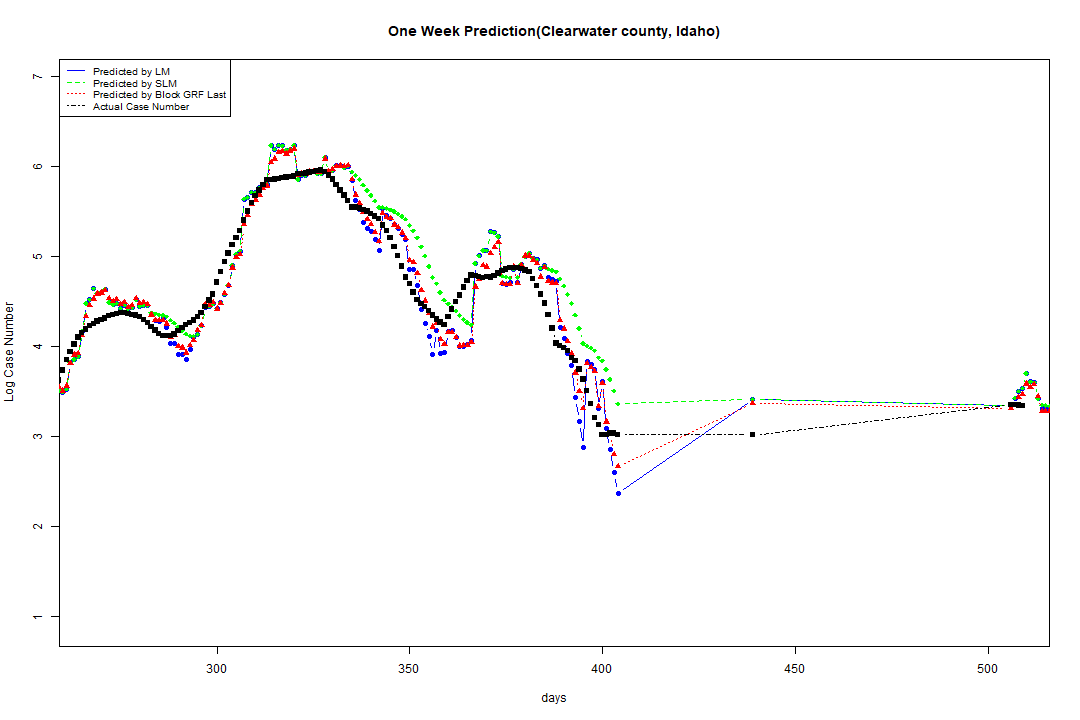 One Week Prediction(Clearwater county, Idaho)
Predicted by LM
Predicted by SLM
Predicted by Block GRF Last
Actual Case Number
Log Case Number
7
6
5
4
3
2
1
300 350 400 450 500
days